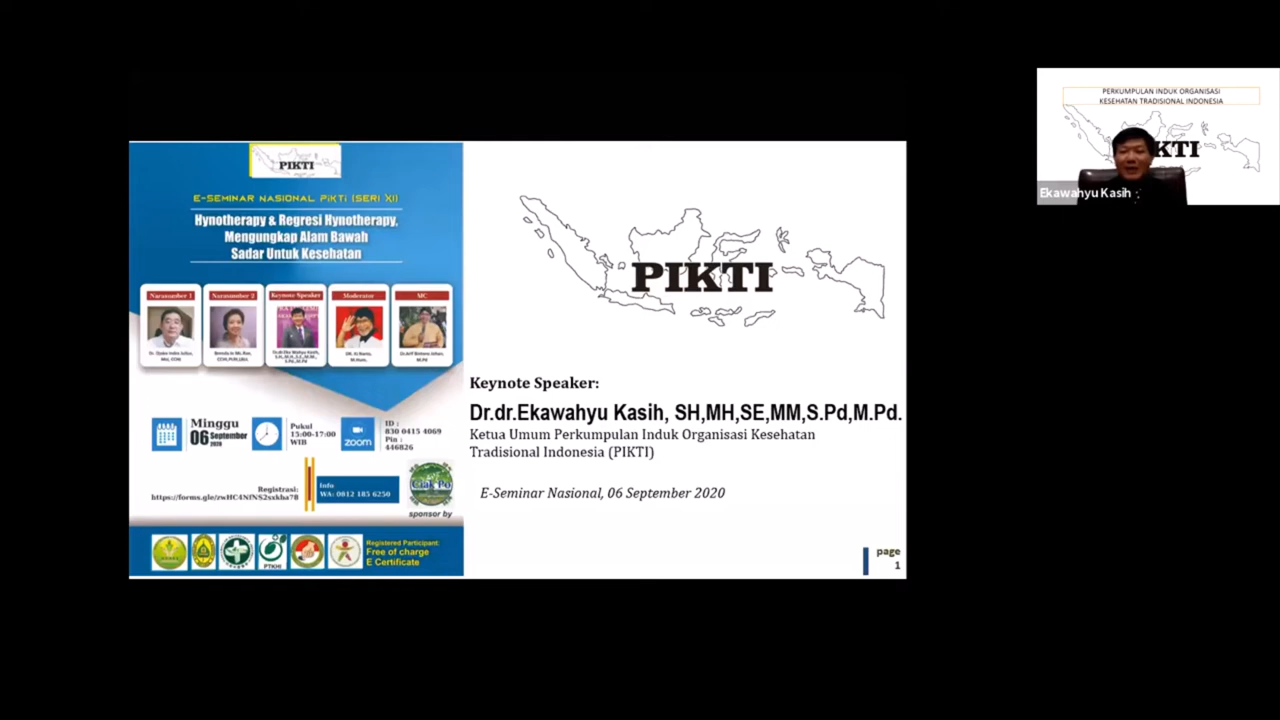 PIKTI
E-SEMINAR NASIONAL PiKTi (SERI XI)
Hynotherapy & Regresi Hynotherapy,
Mengungkap Alam Bawah
Sadar Untuk Kesehatan
Narasumber 1
Narasumber 2
Keynote Speaker
Moderator
MC
Minggu
06 September
2020
Pukul
15:00-17:00
WIB
zoom
ID :
830 0415 4069
Pin :
446826
Registrasi:
Info
WA: 0812 185 6250
Ciak Po
sponsor by
PTKHI
Registered Participant:
Free of charge
E Certificate
PIKTI
Keynote Speaker:
Dr.dr.Ekawahyu Kasih, SH,MH,SE,MM,S.Pd,M.Pd.
Ketua Umum Perkumpulan Induk Organisasi Kesehatan
Tradisional Indonesia (PIKTI)
E-Seminar Nasional, 06 September 2020
page
1
PERKUMPULAN INDUK ORGANISASI
KESEHATAN TRADISIONAL INDONESIA
KTI
Ekawahyu Kasih